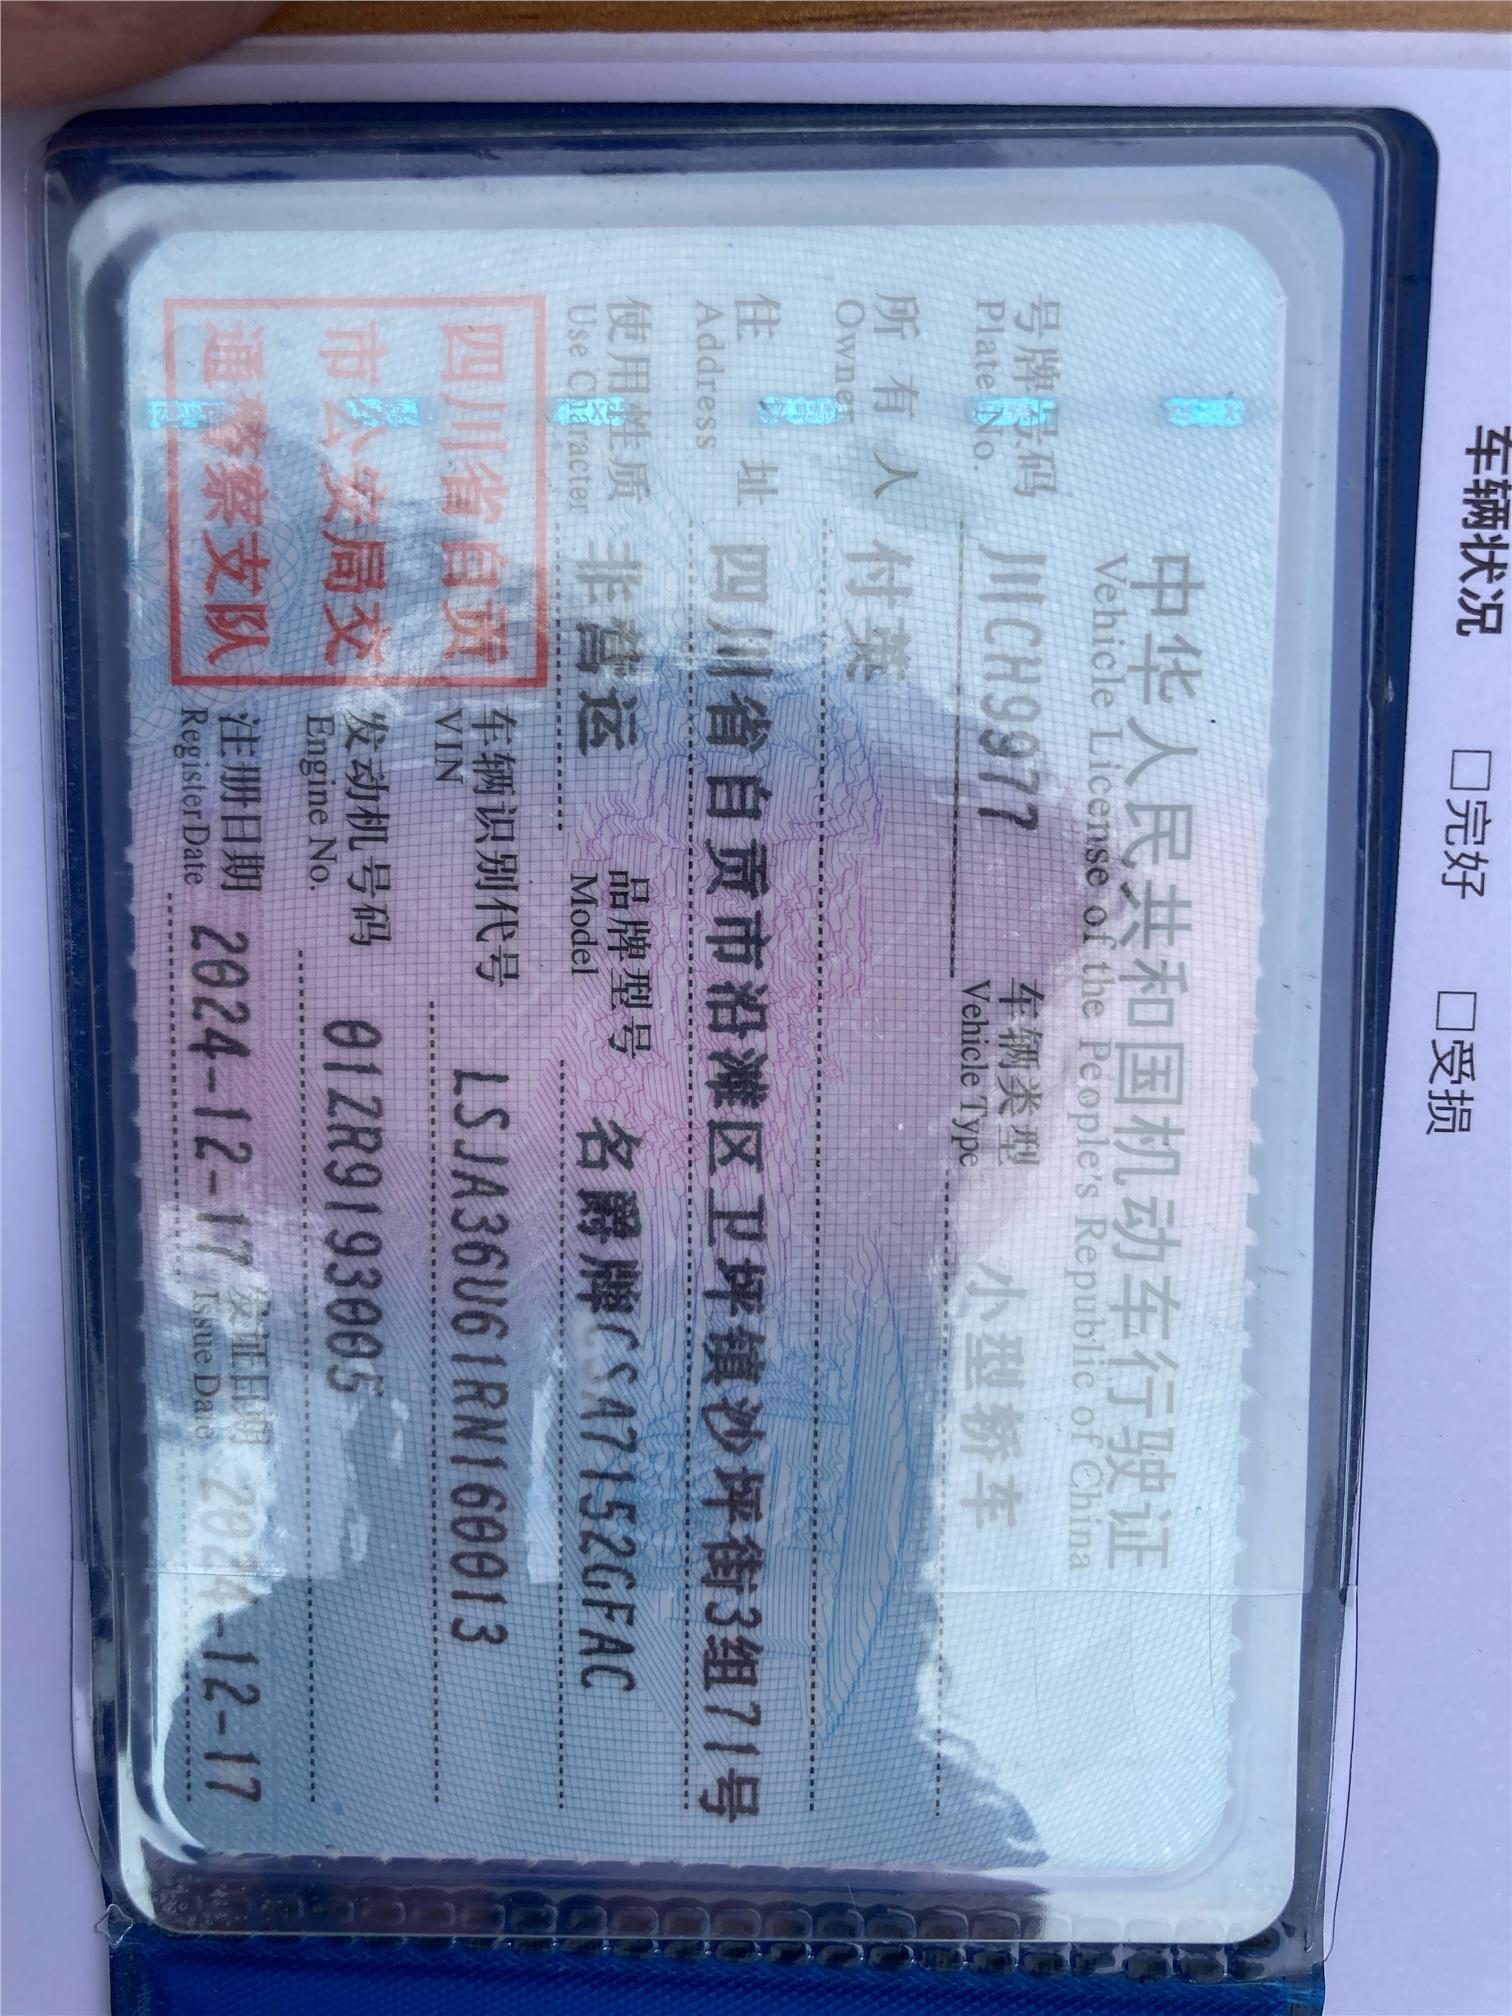 中华人民共和国机动车行驶证
Vehicle License of the People's Republic of China
号牌号码 川CH9977 车辆类型 小型轿车
Plate No. Vehicle Type
所有人 付英
Owner
住址 四川省自贡市沿滩区卫坪镇沙坪街3组71号
Address
使用性质 非营运 品牌型号 名爵牌CSA7152GFAC
Use Character Model
四川省自贡
市公安局交
通警察支队
车辆识别代号 LSJA36U61RN160013
VIN
发动机号码 01ZR9193005
Engine No.
注册日期 2024-12-17 发证日期 2024-12-17
Register Date Issue Date
车辆状况 □完好 □受损